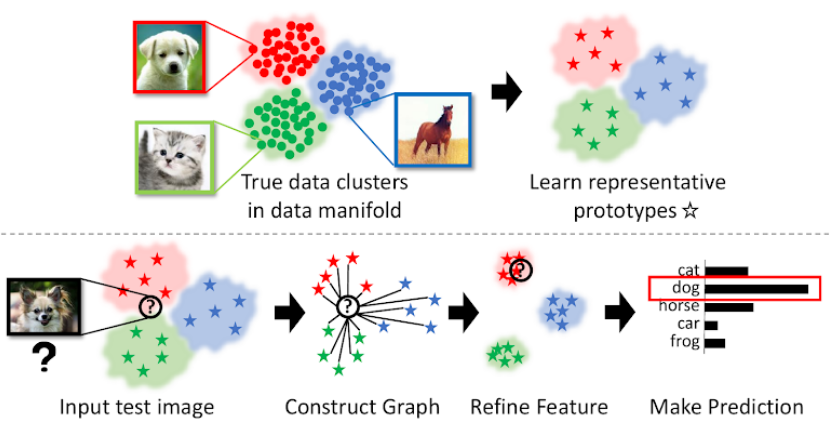 True data clusters
in data manifold
Learn representative
prototypes ☆
?
?
?
?
cat
dog
horse
car
frog
Input test image
Construct Graph
Refine Feature
Make Prediction